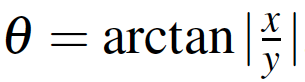 θ = arctan |x/y|